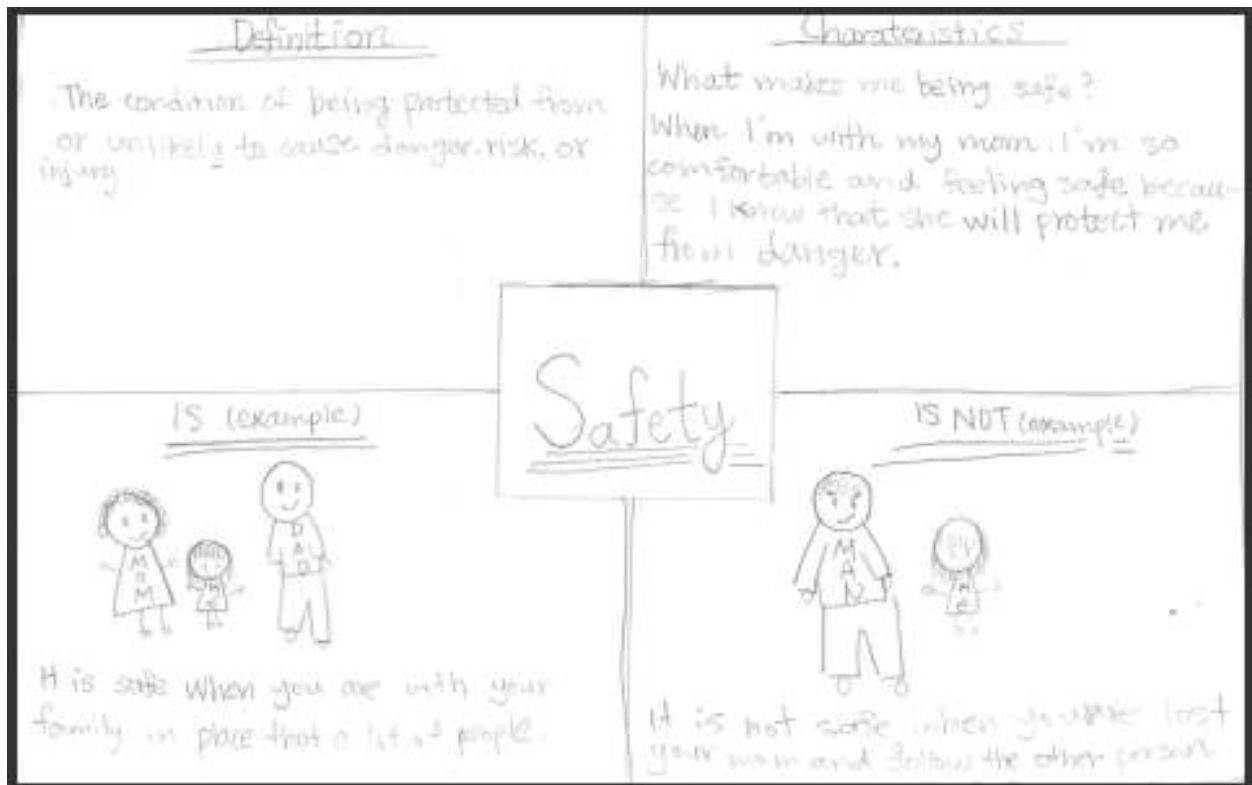 Definition
The condition of being protected from
or unlikely to cause danger, risk, or
injury
Charateristics
What makes me being safe?
When I'm with my mom, I'm so
comfortable and feeling safe becau-
se I know that she will protect me
from danger.
Safety
IS (example)
MOM
ME
DAD
It is safe when you are with your
family in place that a lot of people.
IS NOT (example)
MAN
ME
It is not safe when you lost
your mom and follow the other person